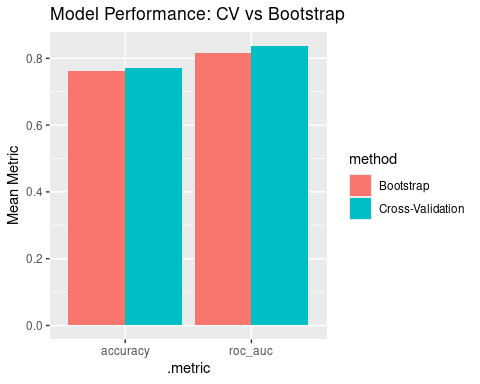 Model Performance: CV vs Bootstrap
0.8
0.6
0.4
0.2
0.0
Mean Metric
accuracy
roc_auc
.metric
method
Bootstrap
Cross-Validation